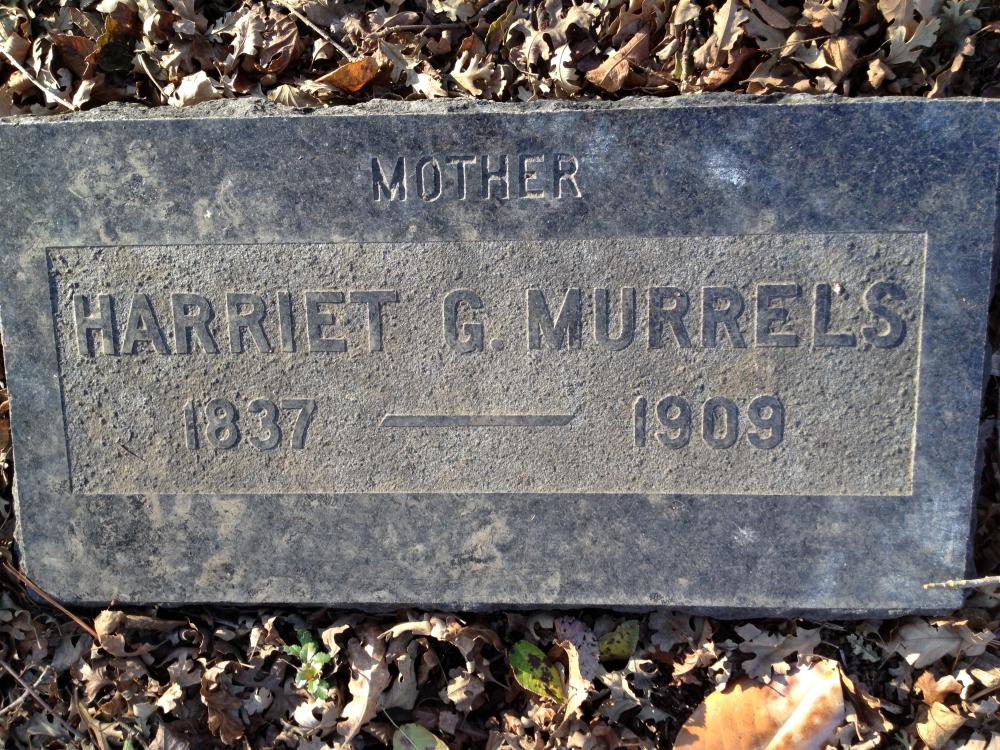 MOTHER
HARRIET G. MURRELS
1837 — 1909